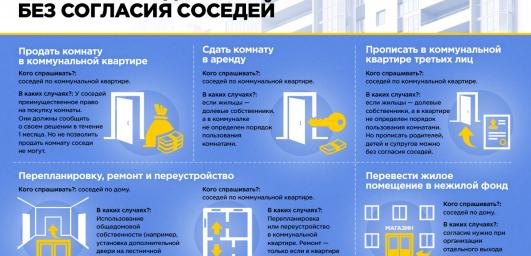 БЕЗ СОГЛАСИЯ СОСЕДЕЙ
Продать комнату
в коммунальной квартире
Кого спрашивать?:
соседей по коммунальной квартире.
В каких случаях?: У соседей
преимущественное право
на покупку комнаты.
Они должны сообщить
о своем решении в течение
1 месяца. Но не позволить
продать комнату соседи
не могут.
Сдать комнату
в аренду
Кого спрашивать?:
соседей по коммунальной квартире.
В каких случаях?:
если жильцы —
долевые собственники,
а в коммуналке
не определен порядок
пользования
комнатами.
Прописать в коммунальной
квартире третьих лиц
Кого спрашивать?:
соседей по коммунальной квартире.
В каких случаях?:
если жильцы — долевые
собственники, а в квартире
не определен порядок
пользования комнатами.
Но прописать родителей,
детей и супругов можно
без согласия соседей.
Перепланировку, ремонт и переустройство
Кого спрашивать?: соседей по дому.
В каких случаях?:
Использование
общедомовой
собственности (например,
установка дополнительной
двери на лестничной
Кого спрашивать?:
соседей по коммунальной квартире.
В каких случаях?:
Перепланировка
или переустройство
в коммунальной
квартире. Ремонт —
только если в квартире
Перевести жилое
помещение в нежилой фонд
Кого спрашивать?:
соседей по дому.
В каких случаях?:
согласие нужно при
организации
отдельного выхода
МАГАЗИН